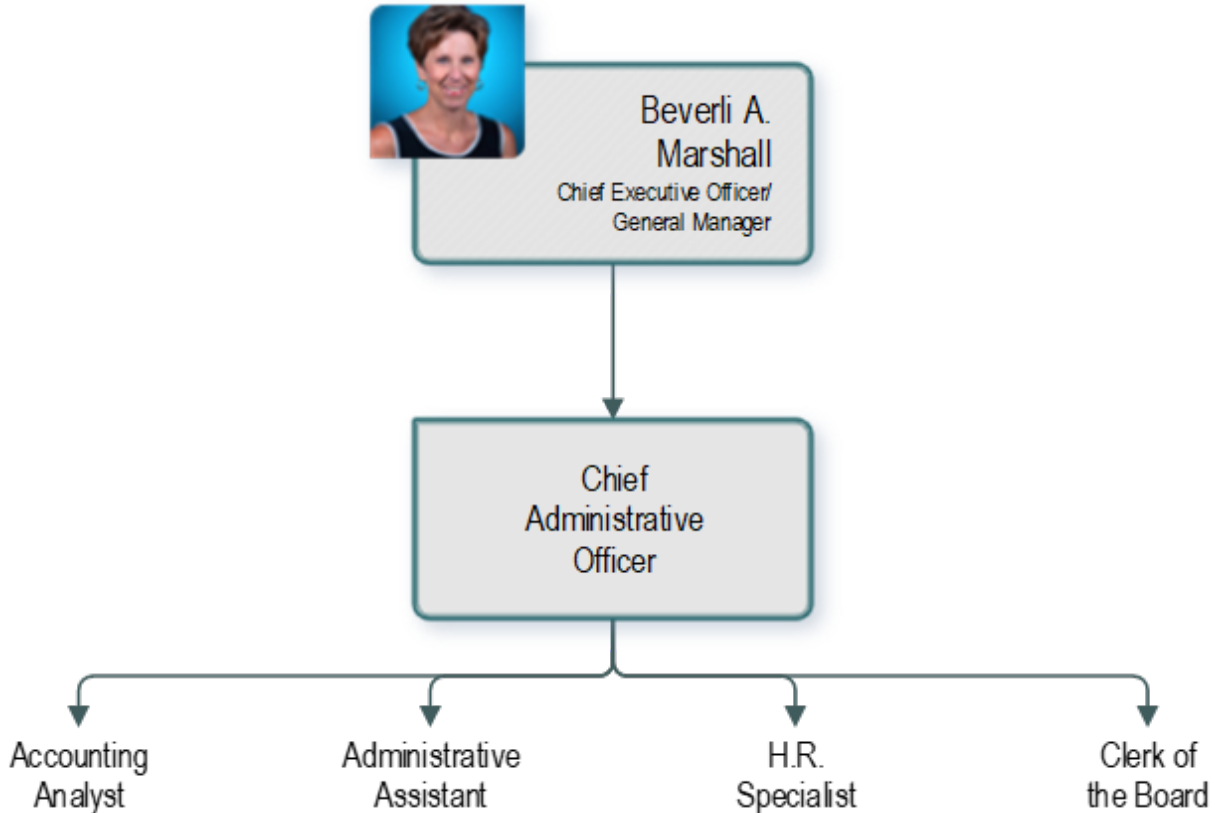 Beverli A.
Marshall
Chief Executive Officer/
General Manager
Chief
Administrative
Officer
Accounting
Analyst
Administrative
Assistant
H.R.
Specialist
Clerk of
the Board